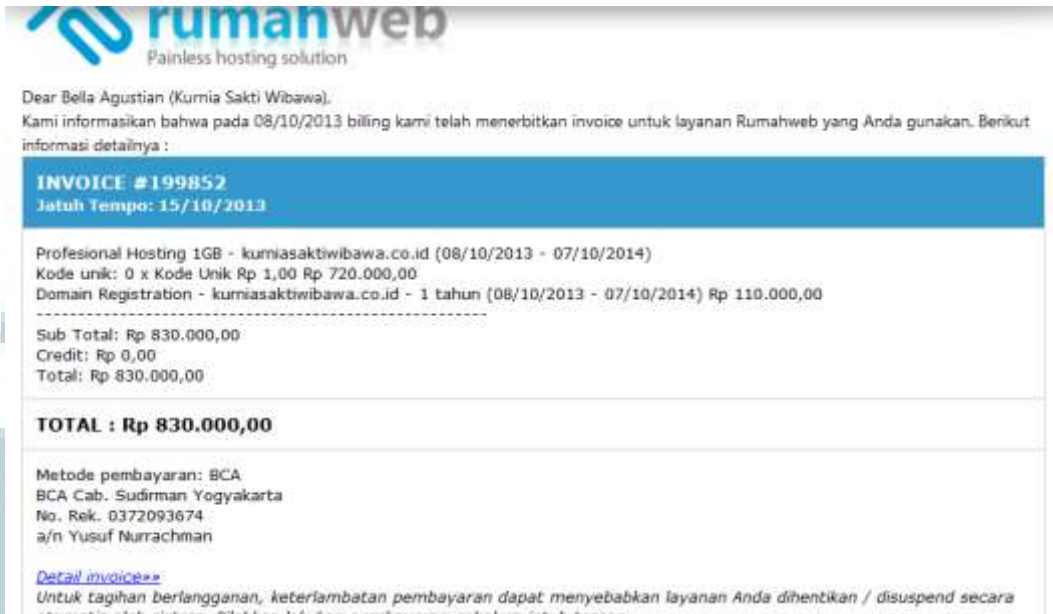 rumahweb
Painless hosting solution
Dear Bella Agustian (Kurnia Sakti Wibawa),
Kami informasikan bahwa pada 08/10/2013 billing kami telah menerbitkan invoice untuk layanan Rumahweb yang Anda gunakan. Berikut
informasi detailnya :
INVOICE #199852
Jatuh Tempo: 15/10/2013
Profesional Hosting 1GB - kurniasaktiwibawa.co.id (08/10/2013 - 07/10/2014)
Kode unik: 0 x Kode Unik Rp 1,00 Rp 720.000,00
Domain Registration - kurniasaktiwibawa.co.id - 1 tahun (08/10/2013 - 07/10/2014) Rp 110.000,00
------------------------------------------------------
Sub Total: Rp 830.000,00
Credit: Rp 0,00
Total: Rp 830.000,00
TOTAL : Rp 830.000,00
Metode pembayaran: BCA
BCA Cab. Sudirman Yogyakarta
No. Rek. 0372093674
a/n Yusuf Nurrachman
Detail invoice»»
Untuk tagihan berlangganan, keterlambatan pembayaran dapat menyebabkan layanan Anda dihentikan / disuspend secara